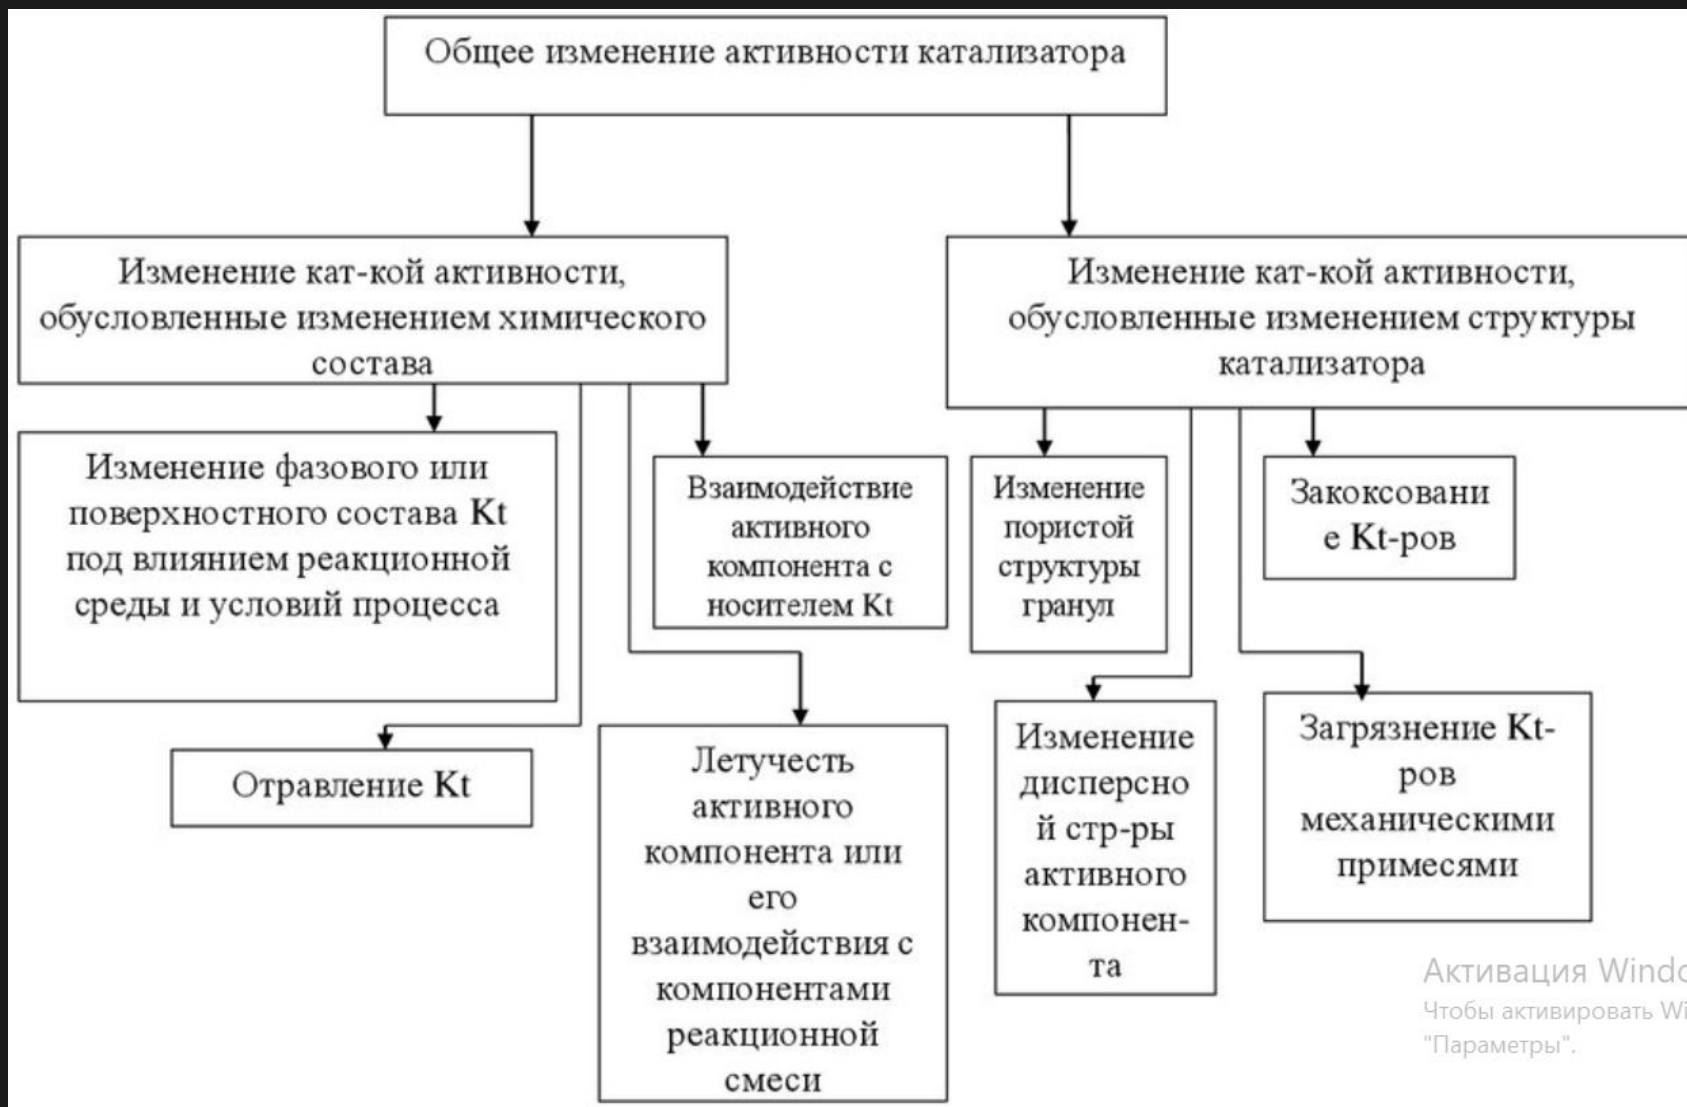 Общее изменение активности катализатора
Изменение кат-кой активности,
обусловленные изменением химического
состава
Изменение кат-кой активности,
обусловленные изменением структуры
катализатора
Изменение фазового или
поверхностного состава Kt
под влиянием реакционной
среды и условий процесса
Взаимодействие
активного
компонента с
носителем Kt
Изменение
пористой
структуры
гранул
Закоксовани
е Kt-ров
Отравление Kt
Летучесть
активного
компонента или
его
взаимодействия с
компонентами
реакционной
смеси
Изменение
дисперсно
й стр-ры
активного
компонен-
та
Загрязнение Kt-
ров
механическими
примесями
Активация
Чтобы активировать
"Параметры".